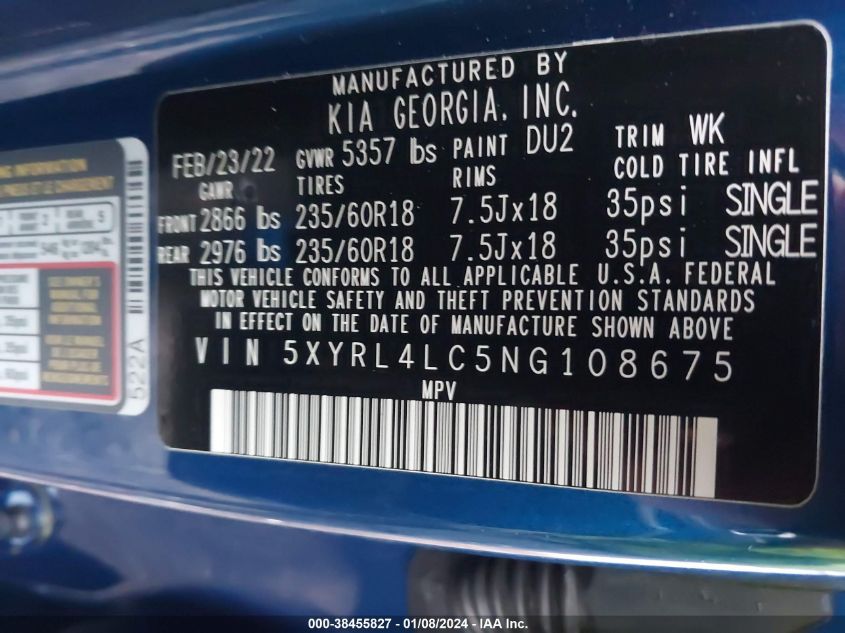 MANUFACTURED BY
KIA GEORGIA, INC.
FEB/23/22 GVWR 5357 lbs PAINT DU2 TRIM WK
GAWR TIRES RIMS COLD TIRE INFL
FRONT 2866 lbs 235/60R18 7.5Jx18 35psi SINGLE
REAR 2976 lbs 235/60R18 7.5Jx18 35psi SINGLE
THIS VEHICLE CONFORMS TO ALL APPLICABLE U.S.A. FEDERAL
MOTOR VEHICLE SAFETY AND THEFT PREVENTION STANDARDS
IN EFFECT ON THE DATE OF MANUFACTURE SHOWN ABOVE
VIN 5XYRL4LC5NG108675
MPV
INFORMATION
522A
000-38455827 - 01/08/2024 - IAA Inc.